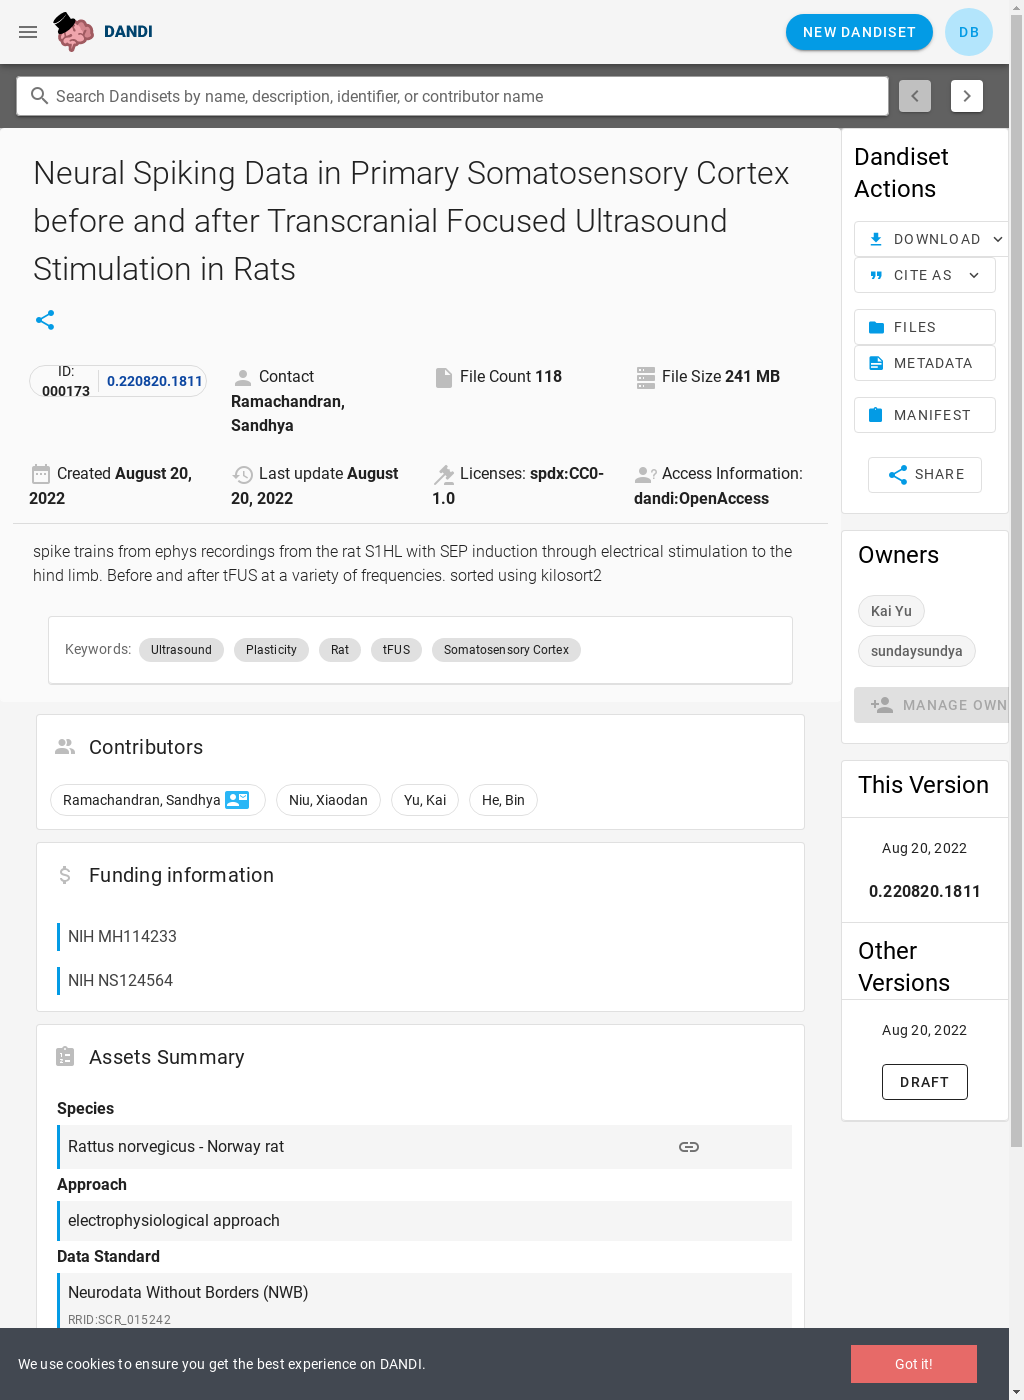 DANDI
NEW DANDISET
DB
Search Dandisets by name, description, identifier, or contributor name
Neural Spiking Data in Primary Somatosensory Cortex
before and after Transcranial Focused Ultrasound
Stimulation in Rats
ID:
000173
0.220820.1811
Contact
Ramachandran,
Sandhya
File Count 118
File Size 241 MB
Created August 20,
2022
Last update August
20, 2022
Licenses: spdx:CC0-
1.0
Access Information:
dandi:OpenAccess
spike trains from ephys recordings from the rat S1HL with SEP induction through electrical stimulation to the
hind limb. Before and after tFUS at a variety of frequencies. sorted using kilosort2
Keywords: Ultrasound Plasticity Rat tFUS Somatosensory Cortex
Contributors
Ramachandran, Sandhya Niu, Xiaodan Yu, Kai He, Bin
Funding information
NIH MH114233
NIH NS124564
Assets Summary
Species
Rattus norvegicus - Norway rat
Approach
electrophysiological approach
Data Standard
Neurodata Without Borders (NWB)
RRID:SCR_015242
Dandiset
Actions
DOWNLOAD
CITE AS
FILES
METADATA
MANIFEST
SHARE
Owners
Kai Yu
sundaysundya
MANAGE OWN
This Version
Aug 20, 2022
0.220820.1811
Other
Versions
Aug 20, 2022
DRAFT
We use cookies to ensure you get the best experience on DANDI.
Got it!